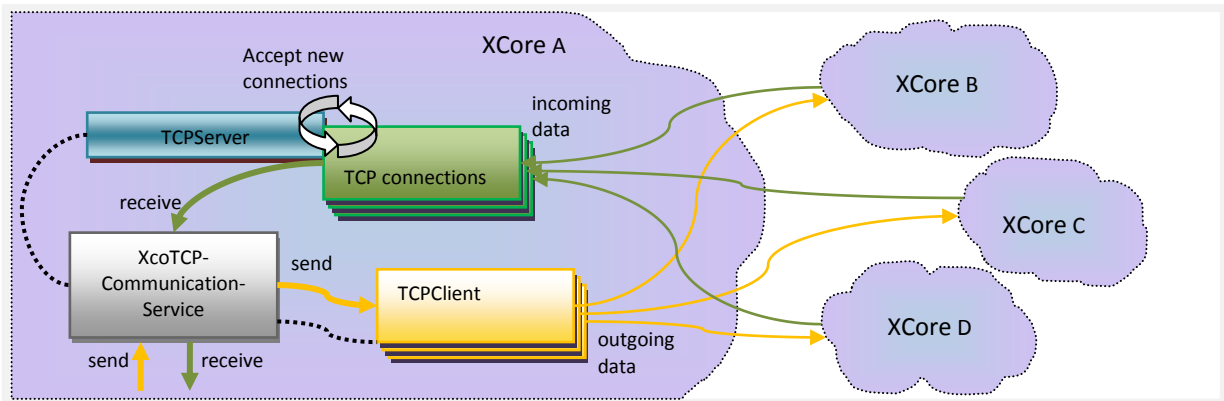 XCore A
Accept new
connections
TCPServer
incoming
data
XCore B
TCP connections
receive
XCore C
XcoTCP-
Communication-
Service
send
TCPClient
XCore D
outgoing
data
send
receive